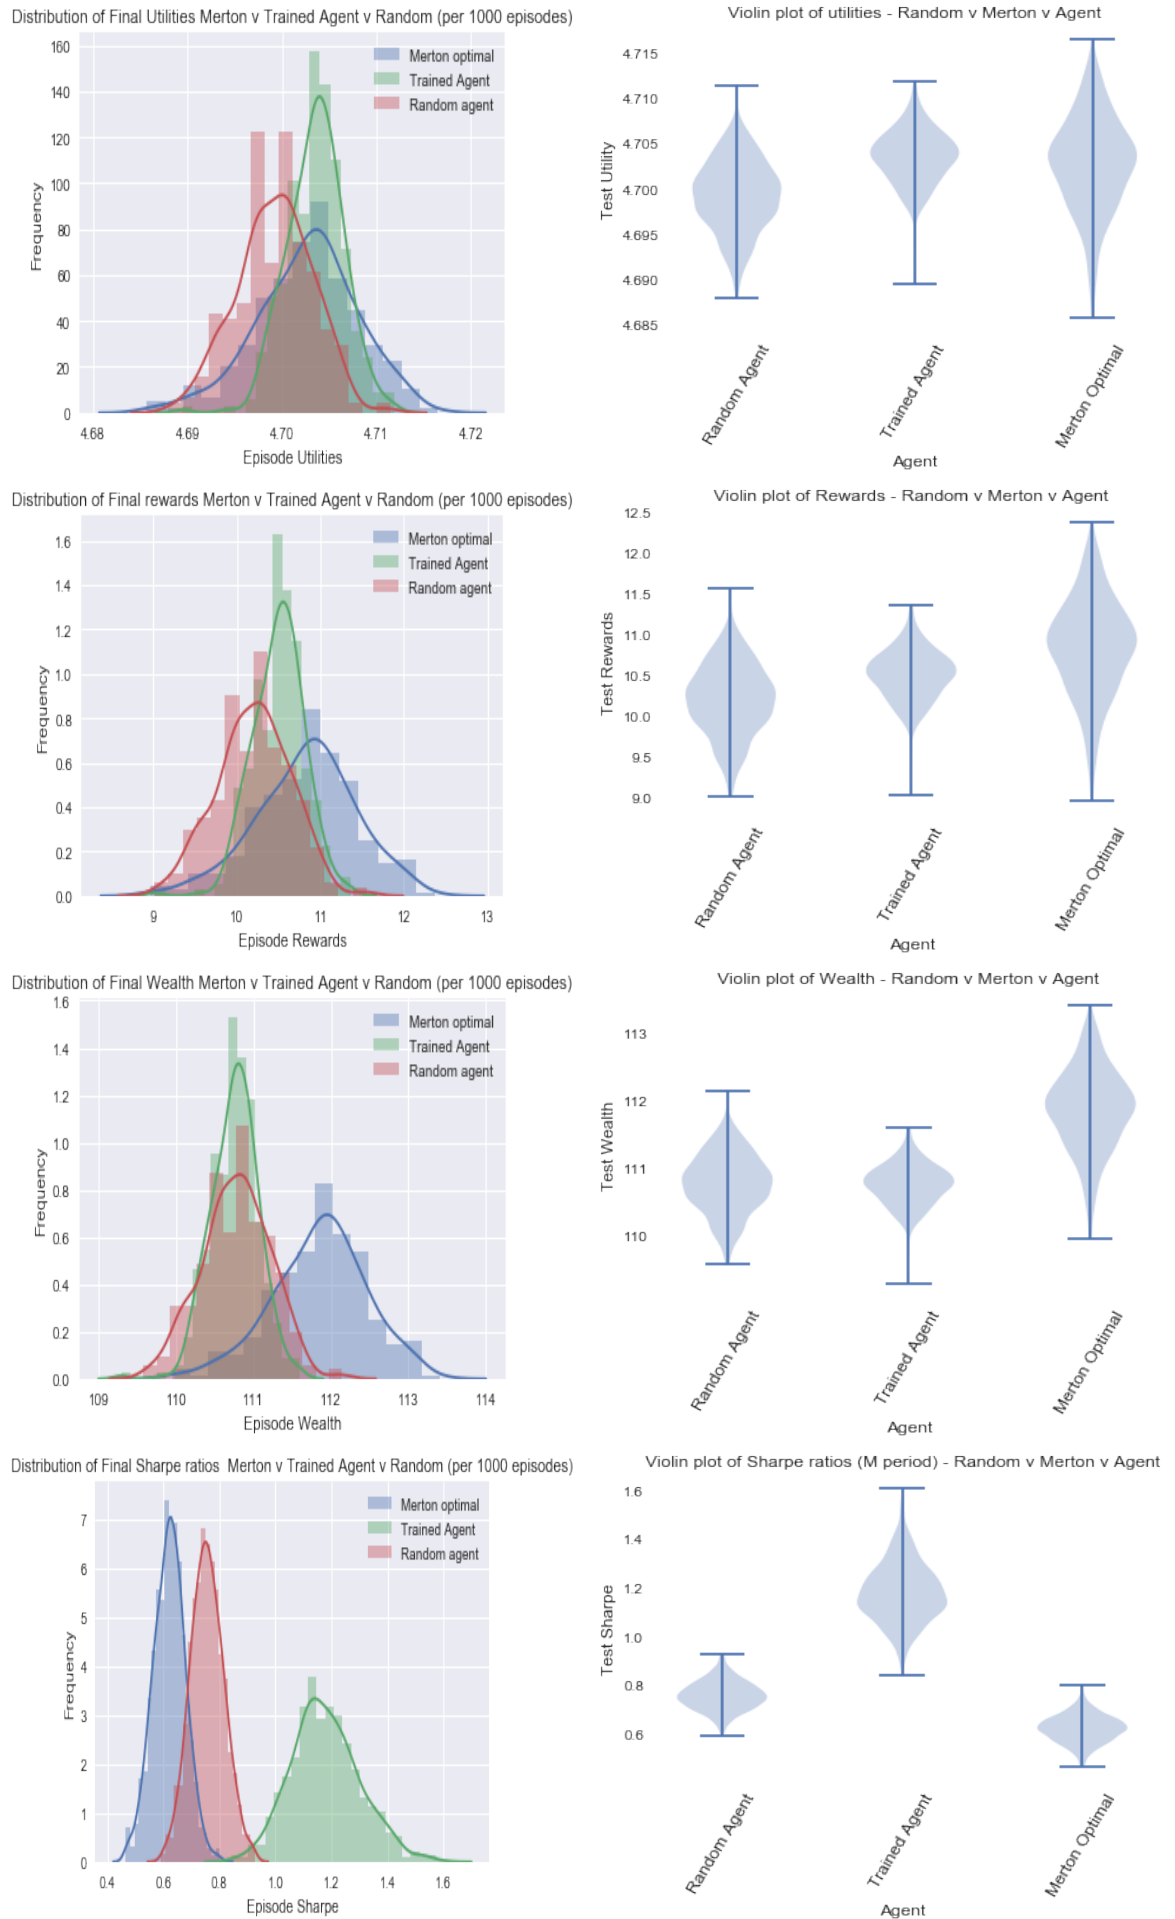 Distribution of Final Utilities Merton v Trained Agent v Random (per 1000 episodes)
Merton optimal
Trained Agent
Random agent
160
140
120
100
80
60
40
20
0
Frequency
4.68 4.69 4.70 4.71 4.72
Episode Utilities
Violin plot of utilities - Random v Merton v Agent
4.715
4.710
4.705
4.700
4.695
4.690
4.685
Test Utility
Random Agent Trained Agent Merton Optimal
Agent
Distribution of Final rewards Merton v Trained Agent v Random (per 1000 episodes)
Merton optimal
Trained Agent
Random agent
1.6
1.4
1.2
1.0
0.8
0.6
0.4
0.2
0.0
Frequency
9 10 11 12 13
Episode Rewards
Violin plot of Rewards - Random v Merton v Agent
12.5
12.0
11.5
11.0
10.5
10.0
9.5
9.0
Test Rewards
Random Agent Trained Agent Merton Optimal
Agent
Distribution of Final Wealth Merton v Trained Agent v Random (per 1000 episodes)
Merton optimal
Trained Agent
Random agent
1.6
1.4
1.2
1.0
0.8
0.6
0.4
0.2
0.0
Frequency
109 110 111 112 113 114
Episode Wealth
Violin plot of Wealth - Random v Merton v Agent
113
112
111
110
Test Wealth
Random Agent Trained Agent Merton Optimal
Agent
Distribution of Final Sharpe ratios Merton v Trained Agent v Random (per 1000 episodes)
Merton optimal
Trained Agent
Random agent
7
6
5
4
3
2
1
0
Frequency
0.4 0.6 0.8 1.0 1.2 1.4 1.6
Episode Sharpe
Violin plot of Sharpe ratios (M period) - Random v Merton v Agent
1.6
1.4
1.2
1.0
0.8
0.6
Test Sharpe
Random Agent Trained Agent Merton Optimal
Agent